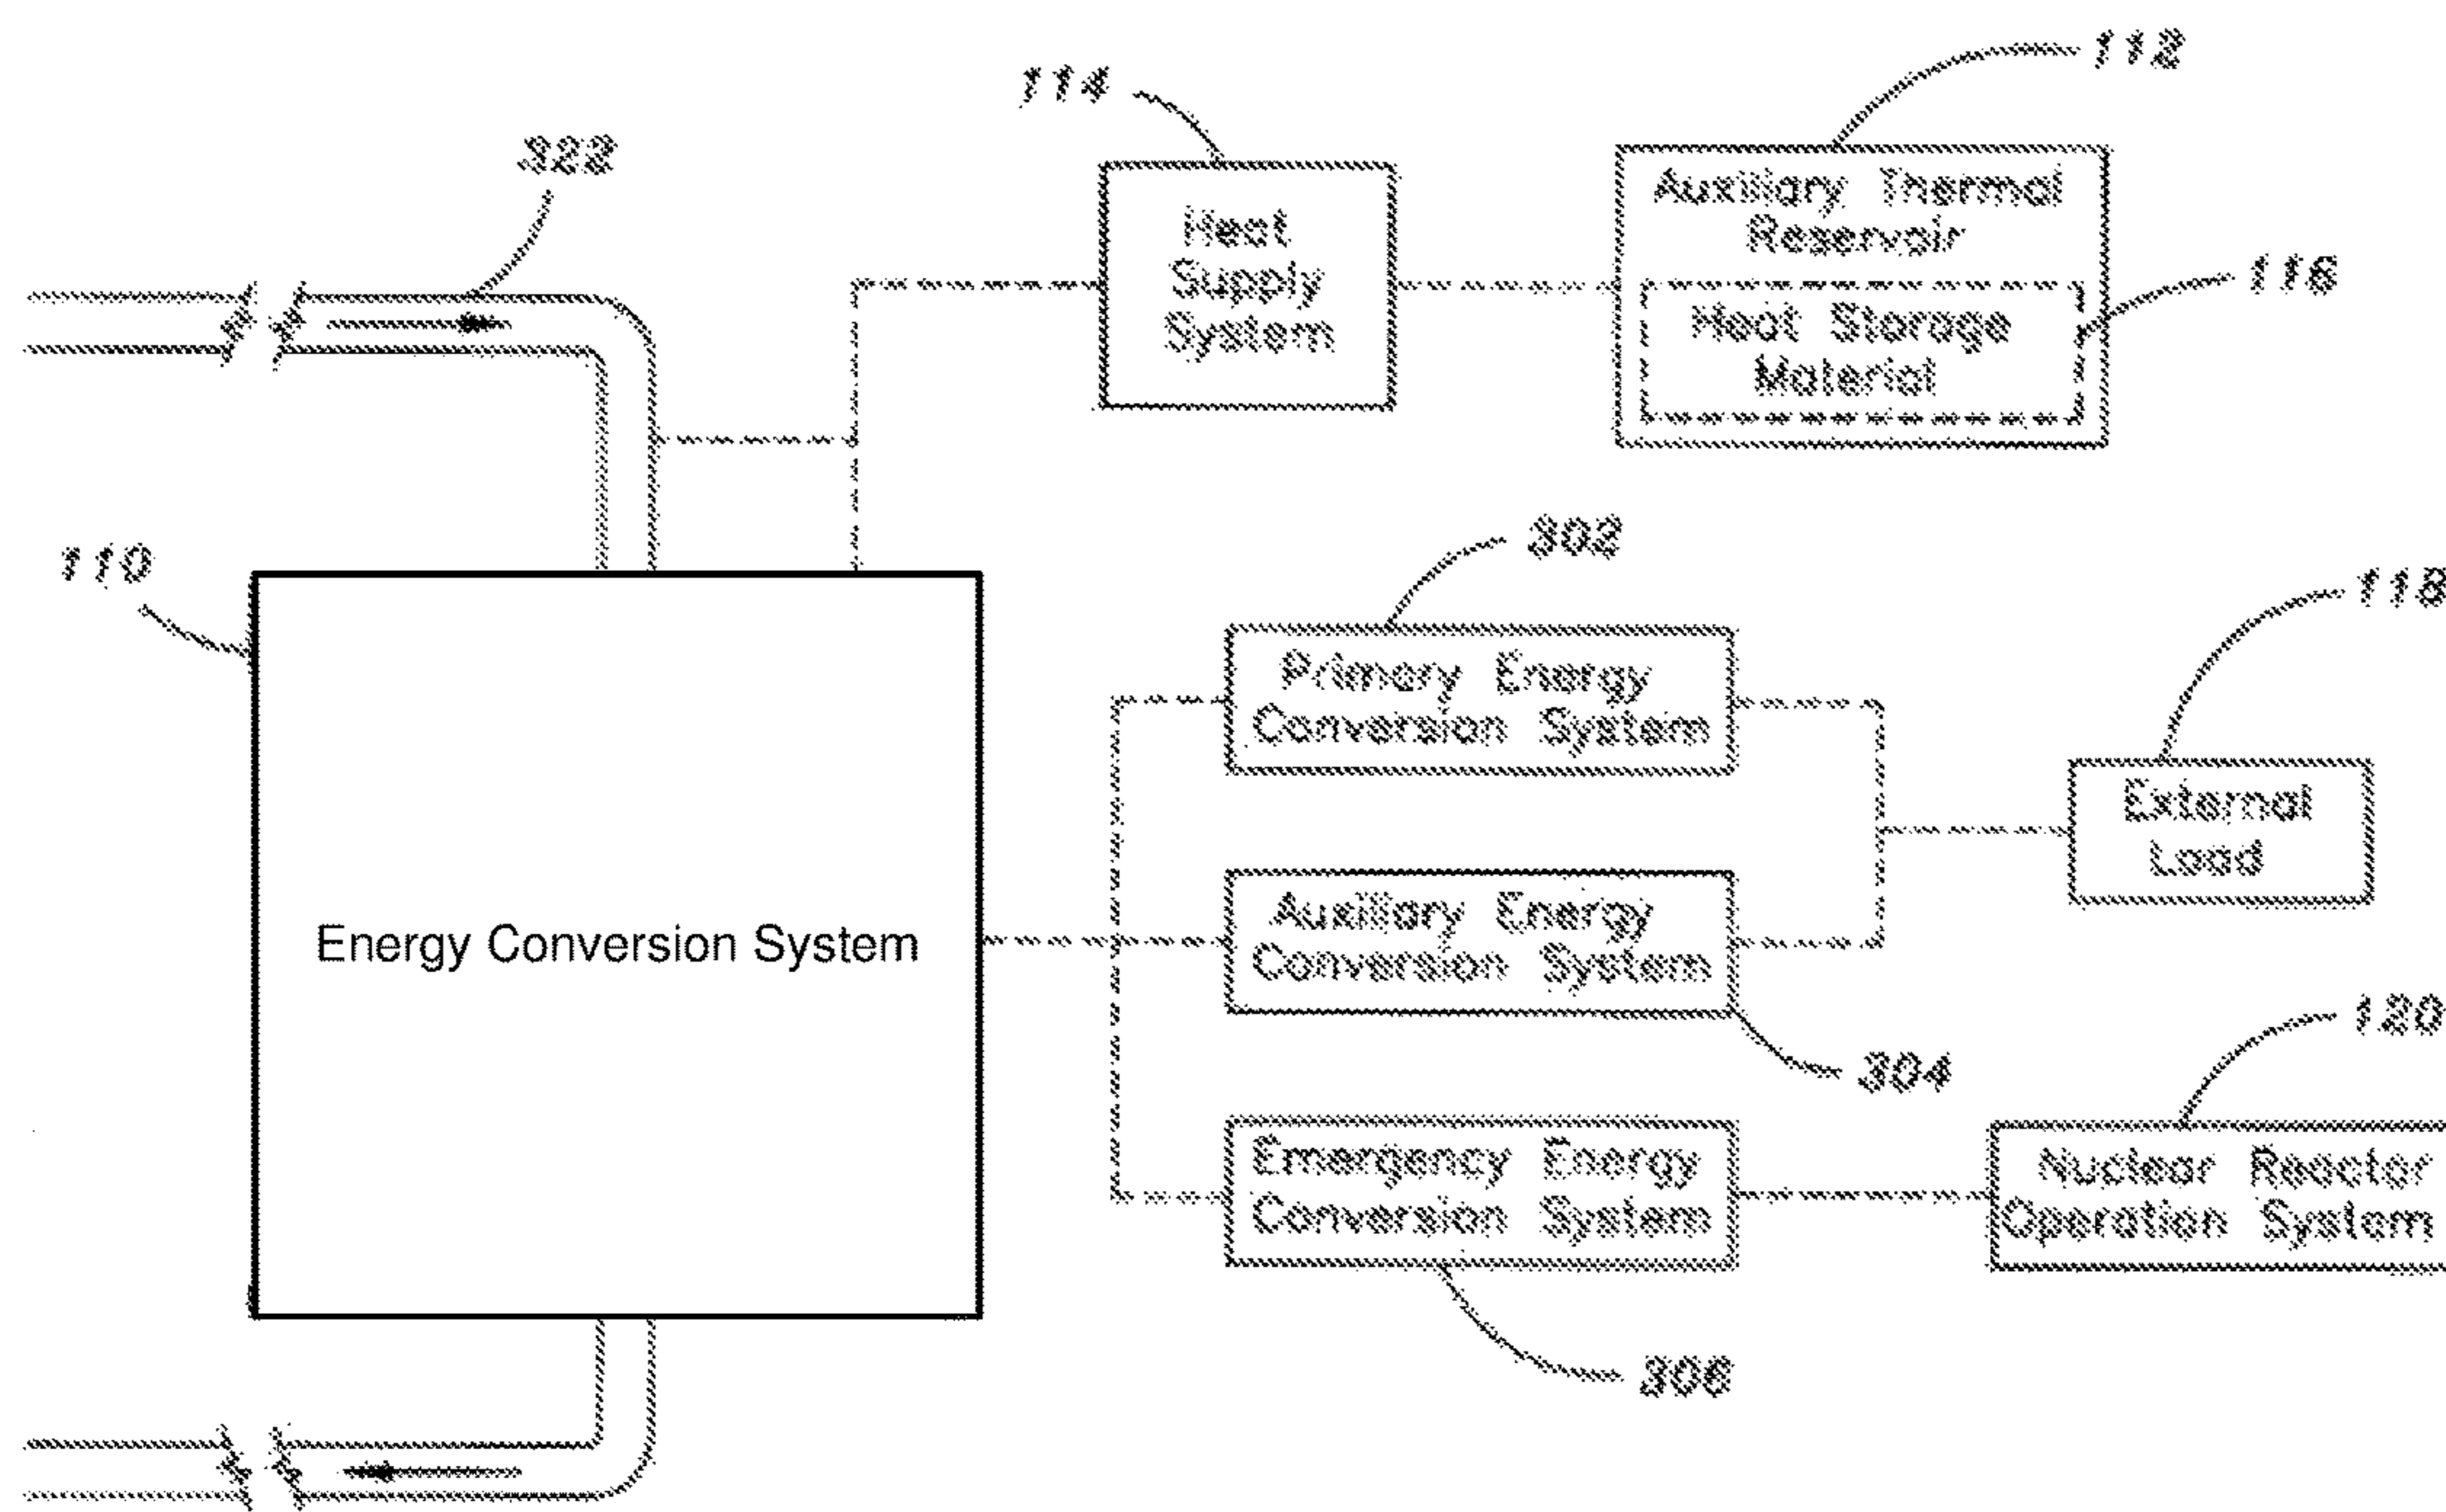 112
114
322
Auxiliary Thermal
Reservoir
Heat
Supply
System
116
Heat Storage
Material
302
110
118
Primary Energy
Conversion System
External
Load
Auxiliary Energy
Energy Conversion System
Conversion System
120
304
Emergency Energy
Conversion System
Nuclear Reactor
Operation System
306